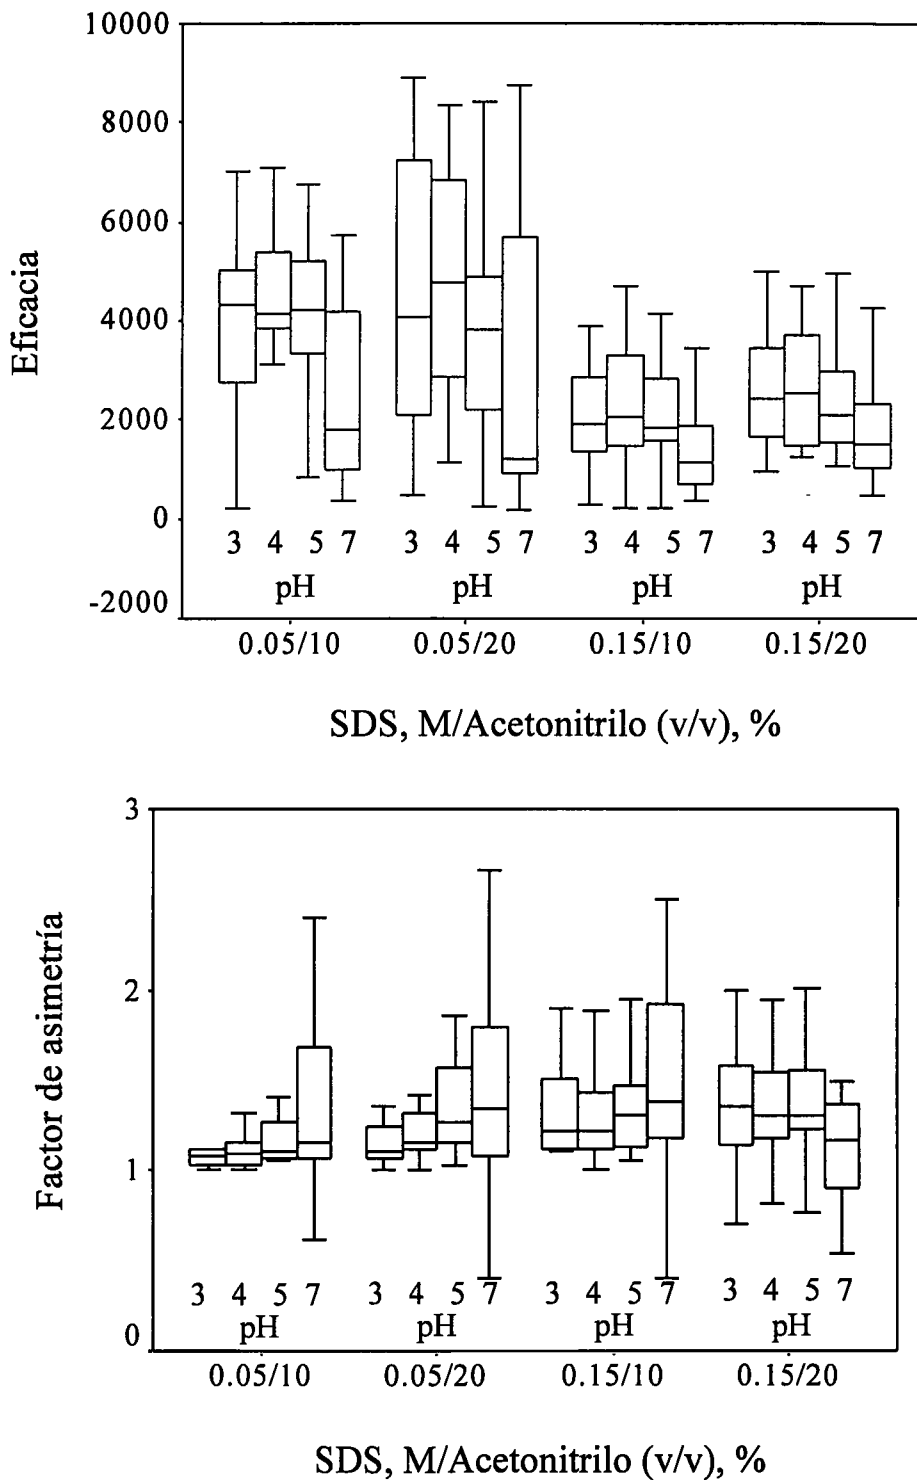 10000
8000
6000
4000
2000
0
-2000
Eficacia
3 4 5 7 3 4 5 7 3 4 5 7 3 4 5 7
pH pH pH pH
0.05/10 0.05/20 0.15/10 0.15/20
SDS, M/Acetonitrilo (v/v), %
3
2
1
0
Factor de asimetría
3 4 5 7 3 4 5 7 3 4 5 7 3 4 5 7
pH pH pH pH
0.05/10 0.05/20 0.15/10 0.15/20
SDS, M/Acetonitrilo (v/v), %